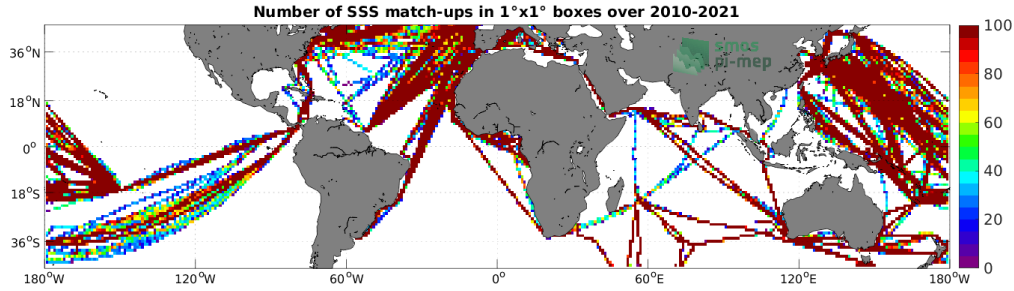 Number of SSS match-ups in 1°x1° boxes over 2010-2021
36°N
18°N
0°
18°S
36°S
180°W
120°W
60°W
0°
60°E
120°E
180°W
100
80
60
40
20
0
smos
pi-mep